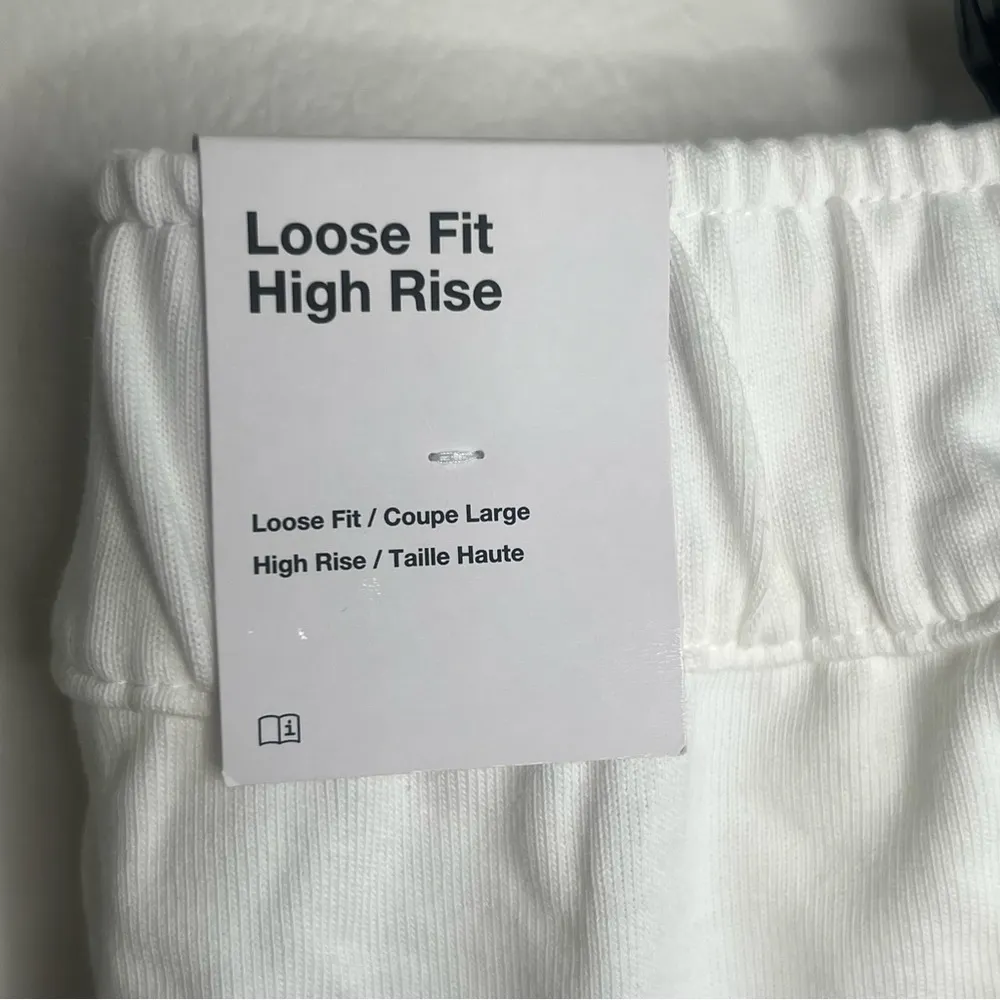 Loose Fit
High Rise
Loose Fit / Coupe Large
High Rise / Taille Haute
i